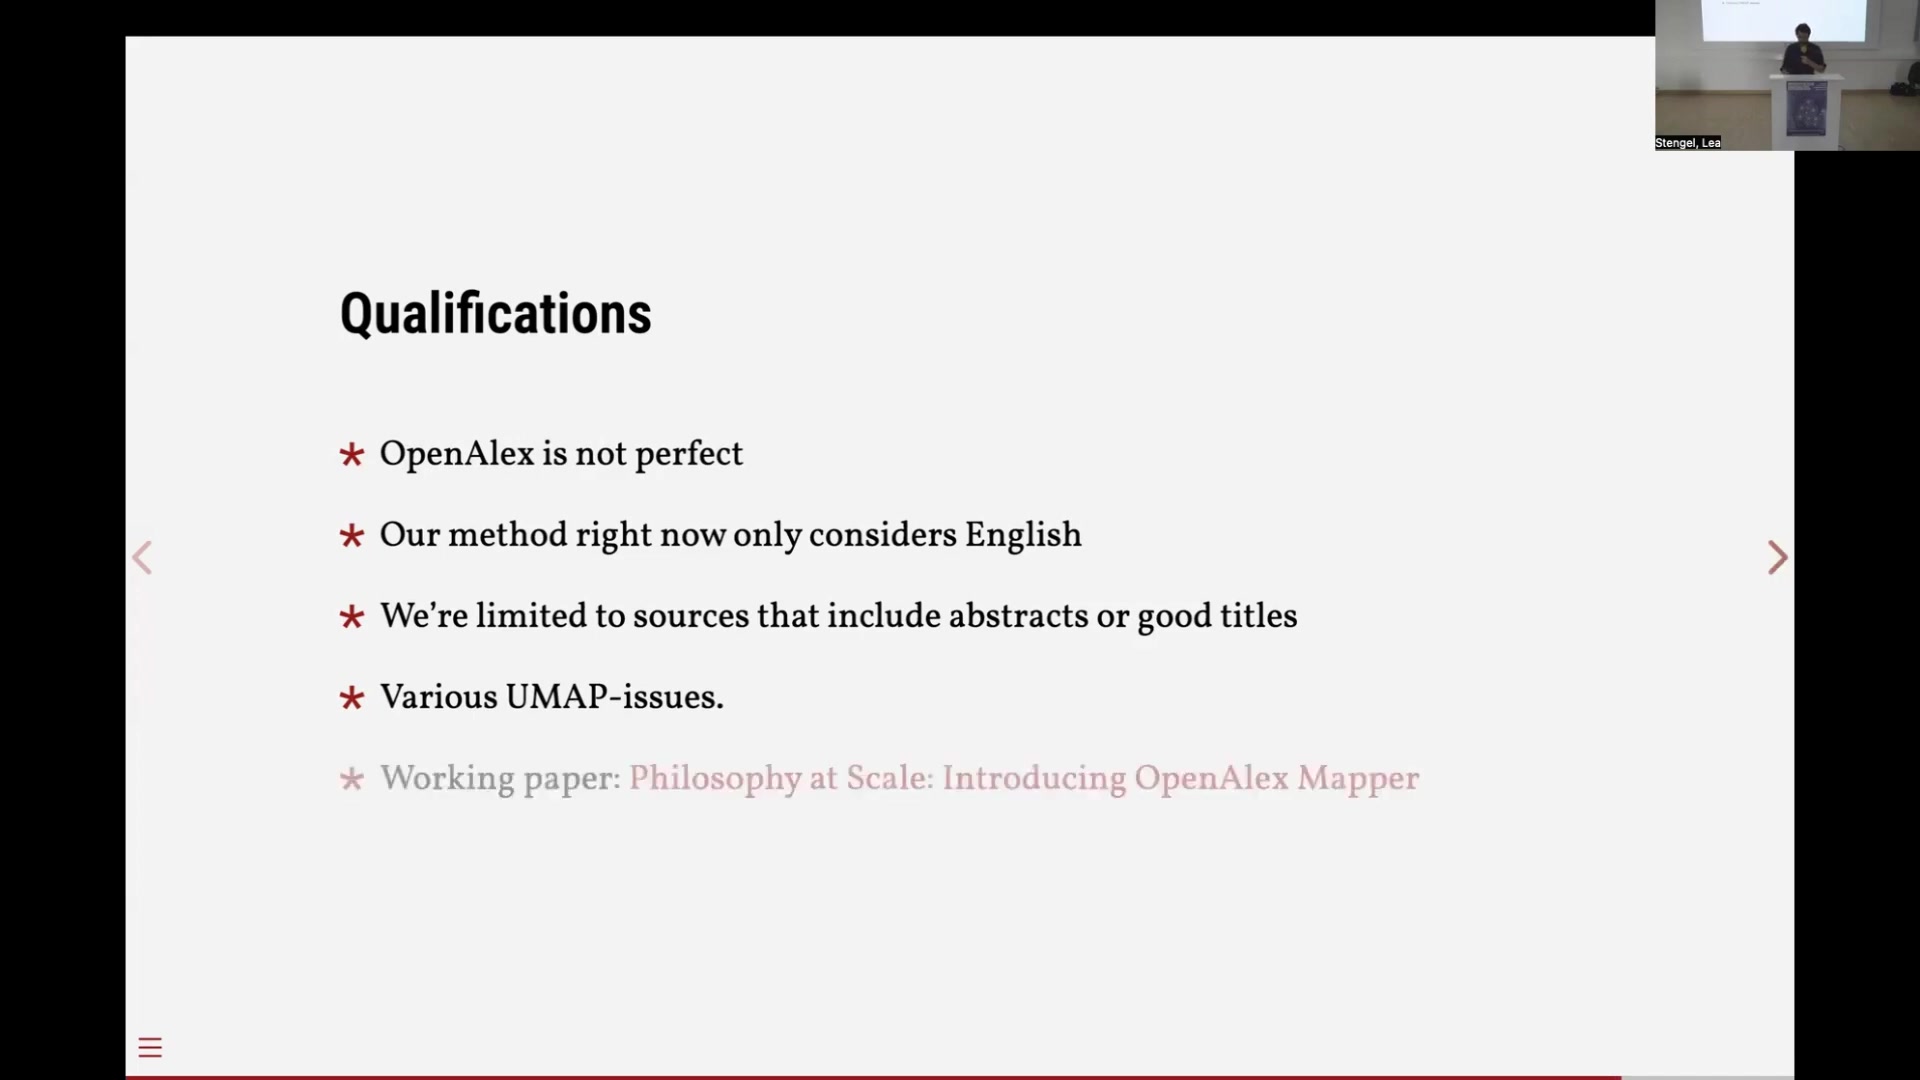 Stengel, Lea
Qualifications
* OpenAlex is not perfect
* Our method right now only considers English
* We’re limited to sources that include abstracts or good titles
* Various UMAP-issues.
* Working paper: Philosophy at Scale: Introducing OpenAlex Mapper